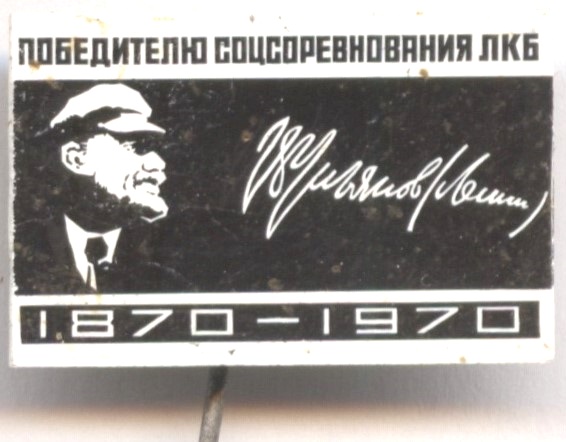 ПОБЕДИТЕЛЮ СОЦСОРЕВНОВАНИЯ ЛКБ
В Ульянов (Ленин)
1870-1970